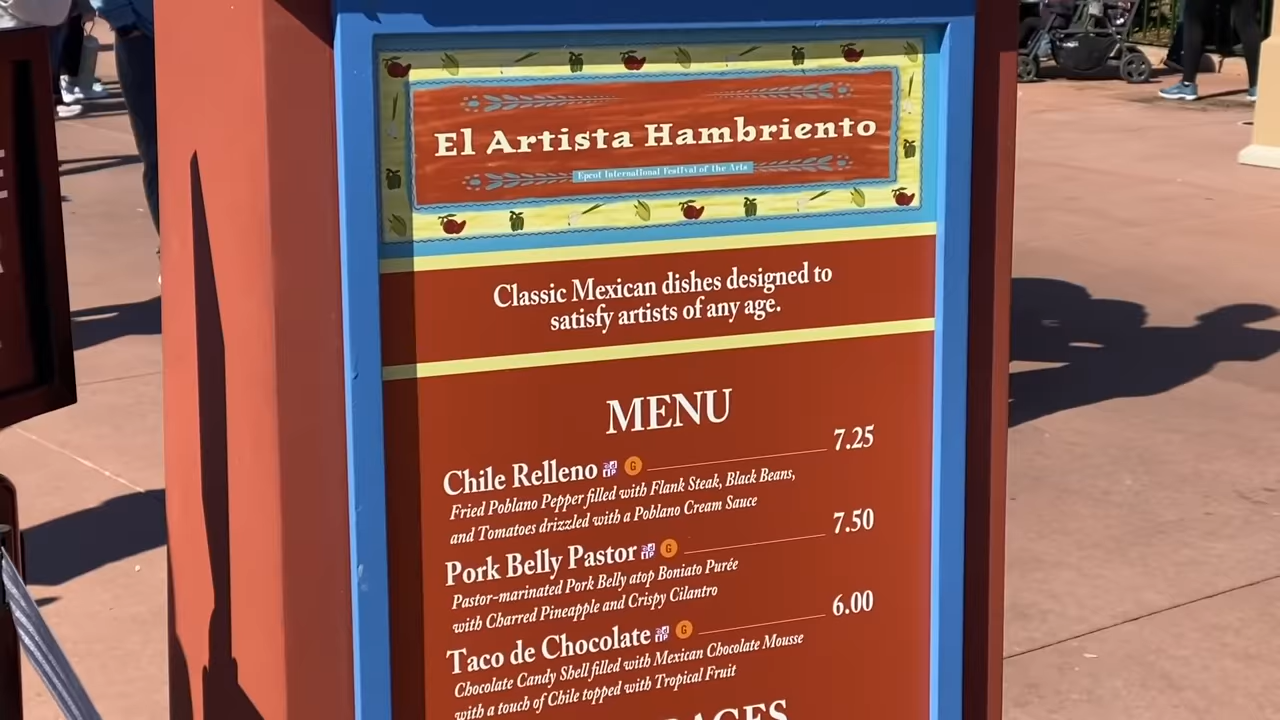 El Artista Hambriento
Epcot International Festival of the Arts
Classic Mexican dishes designed to
satisfy artists of any age.
MENU
Chile Relleno G 7.25
Fried Poblano Pepper filled with Flank Steak, Black Beans,
and Tomatoes drizzled with a Poblano Cream Sauce
Pork Belly Pastor G 7.50
Pastor-marinated Pork Belly atop Boniato Purée
with Charred Pineapple and Crispy Cilantro
Taco de Chocolate G 6.00
Chocolate Candy Shell filled with Mexican Chocolate Mousse
with a touch of Chile topped with Tropical Fruit